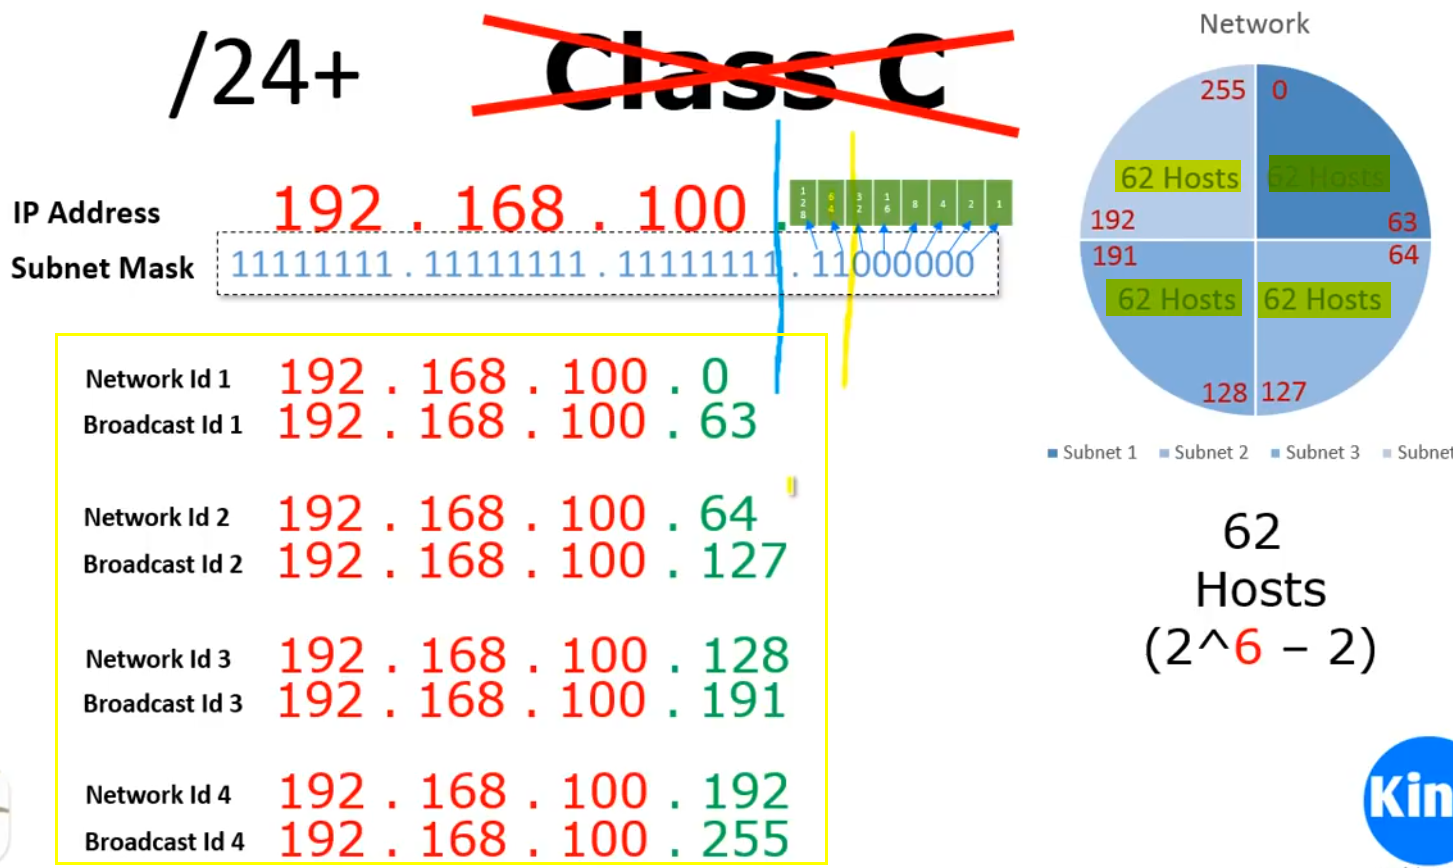 /24+ Class C
IP Address 192 . 168 . 100 . 128 64 32 16 8 4 2 1
Subnet Mask 11111111 . 11111111 . 11111111 . 11000000
Network Id 1 192 . 168 . 100 . 0
Broadcast Id 1 192 . 168 . 100 . 63
Network Id 2 192 . 168 . 100 . 64
Broadcast Id 2 192 . 168 . 100 . 127
Network Id 3 192 . 168 . 100 . 128
Broadcast Id 3 192 . 168 . 100 . 191
Network Id 4 192 . 168 . 100 . 192
Broadcast Id 4 192 . 168 . 100 . 255
Network
255 0
62 Hosts 62 Hosts
192 63
191 64
62 Hosts 62 Hosts
128 127
Subnet 1 Subnet 2 Subnet 3 Subnet
62
Hosts
(2^6 – 2)
Kin